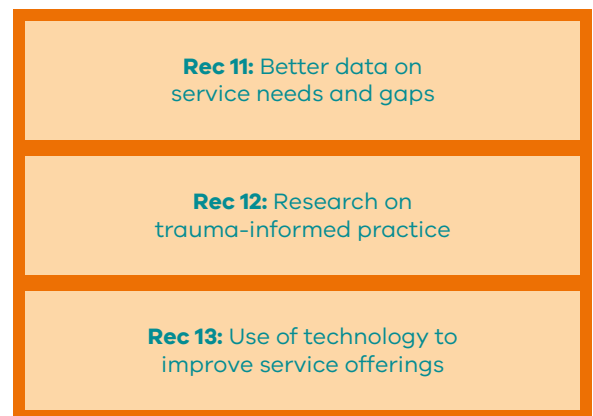 Rec 11: Better data on
service needs and gaps
Rec 12: Research on
trauma-informed practice
Rec 13: Use of technology to
improve service offerings